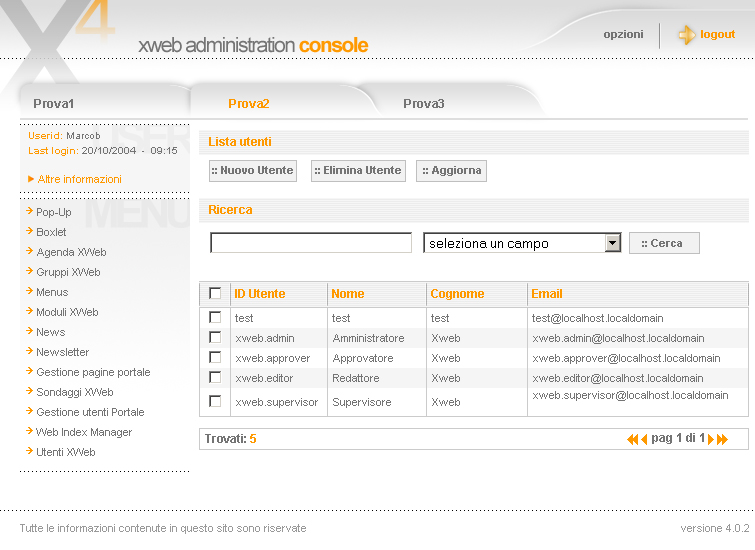 X4
xweb administration console
opzioni
logout
Prova1
Prova2
Prova3
USER
Userid: Marcob
Last login: 20/10/2004 - 09:15
Altre informazioni
MENU
Pop-Up
Boxlet
Agenda XWeb
Gruppi XWeb
Menus
Moduli XWeb
News
Newsletter
Gestione pagine portale
Sondaggi XWeb
Gestione utenti Portale
Web Index Manager
Utenti XWeb
Lista utenti
:: Nuovo Utente
:: Elimina Utente
:: Aggiorna
Ricerca
seleziona un campo
:: Cerca
ID Utente Nome Cognome Email
test test test test@localhost.localdomain
xweb.admin Amministratore Xweb xweb.admin@localhost.localdomain
xweb.approver Approvatore Xweb xweb.approver@localhost.localdomain
xweb.editor Redattore Xweb xweb.editor@localhost.localdomain
xweb.supervisor Supervisore Xweb xweb.supervisor@localhost.localdomain
Trovati: 5
pag 1 di 1
Tutte le informazioni contenute in questo sito sono riservate
versione 4.0.2